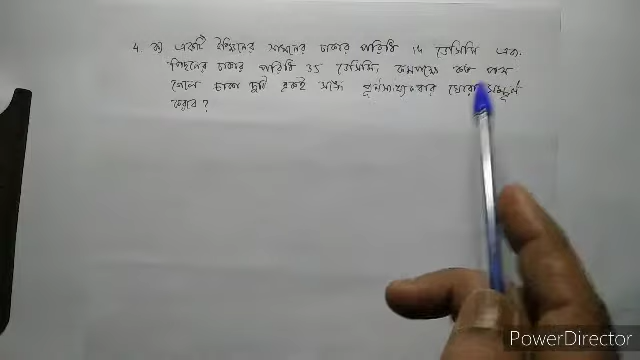 4. ক) একটি ইঞ্জিনের সামনের চাকার পরিধি 14 ডেসিমি এবং
পিছনের চাকার পরিধি 35 ডেসিমি। কমপক্ষে কত পথ
গেলে চাকা দুটি একই সঙ্গে পূর্ণসংখ্যকবার ঘোরা সম্পূর্ণ
করবে ?
PowerDirector